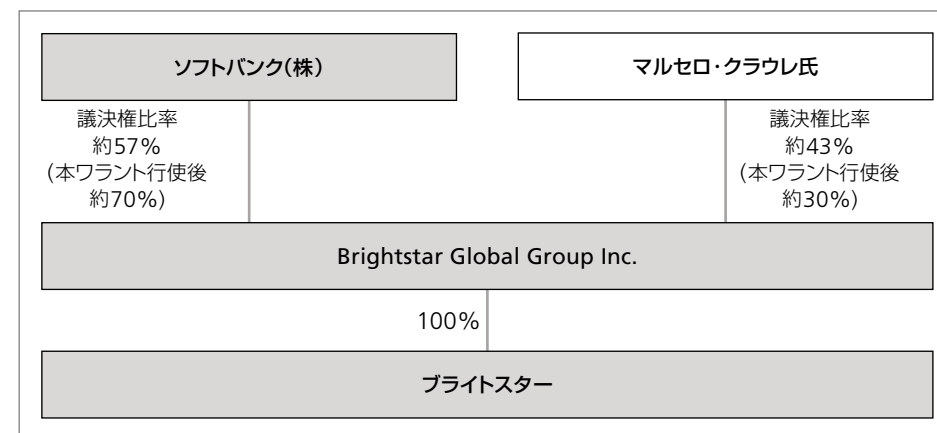 ソフトバンク(株)
マルセロ・クラウレ氏
議決権比率
約57%
(本ワラント行使後
約70%)
議決権比率
約43%
(本ワラント行使後
約30%)
Brightstar Global Group Inc.
100%
ブライトスター